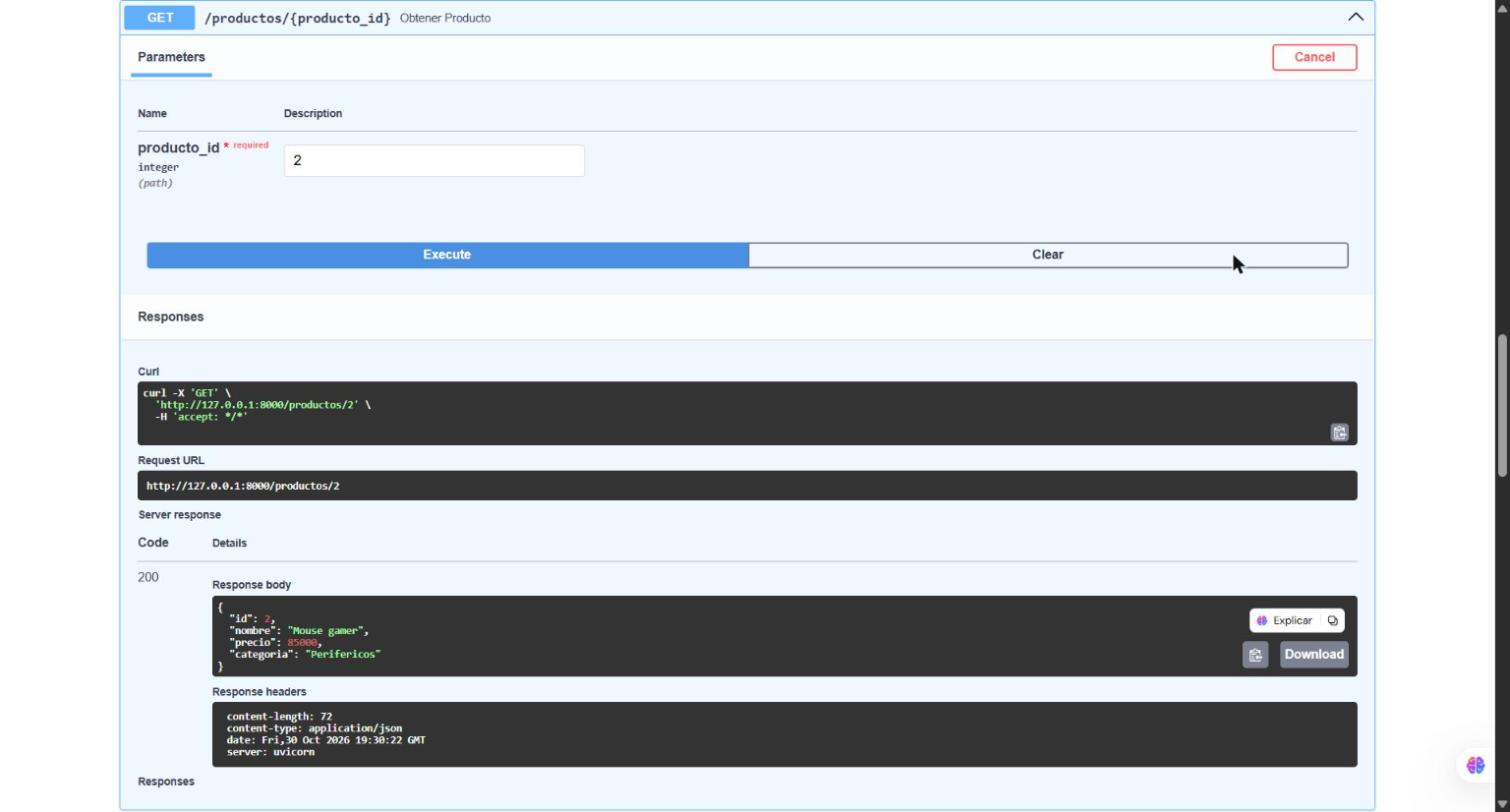 GET /productos/{producto_id} Obtener Producto
Parameters
Cancel
Name Description
producto_id * required
integer
(path)
2
Execute
Clear
Responses
Curl
curl -X 'GET' \
'http://127.0.0.1:8000/productos/2' \
-H 'accept: */*'
Request URL
http://127.0.0.1:8000/productos/2
Server response
Code Details
200
Response body
{
"id": 2,
"nombre": "Mouse gamer",
"precio": 85000,
"categoria": "Perifericos"
}
Explicar
Download
Response headers
content-length: 72
content-type: application/json
date: Fri,30 Oct 2026 19:30:22 GMT
server: uvicorn
Responses